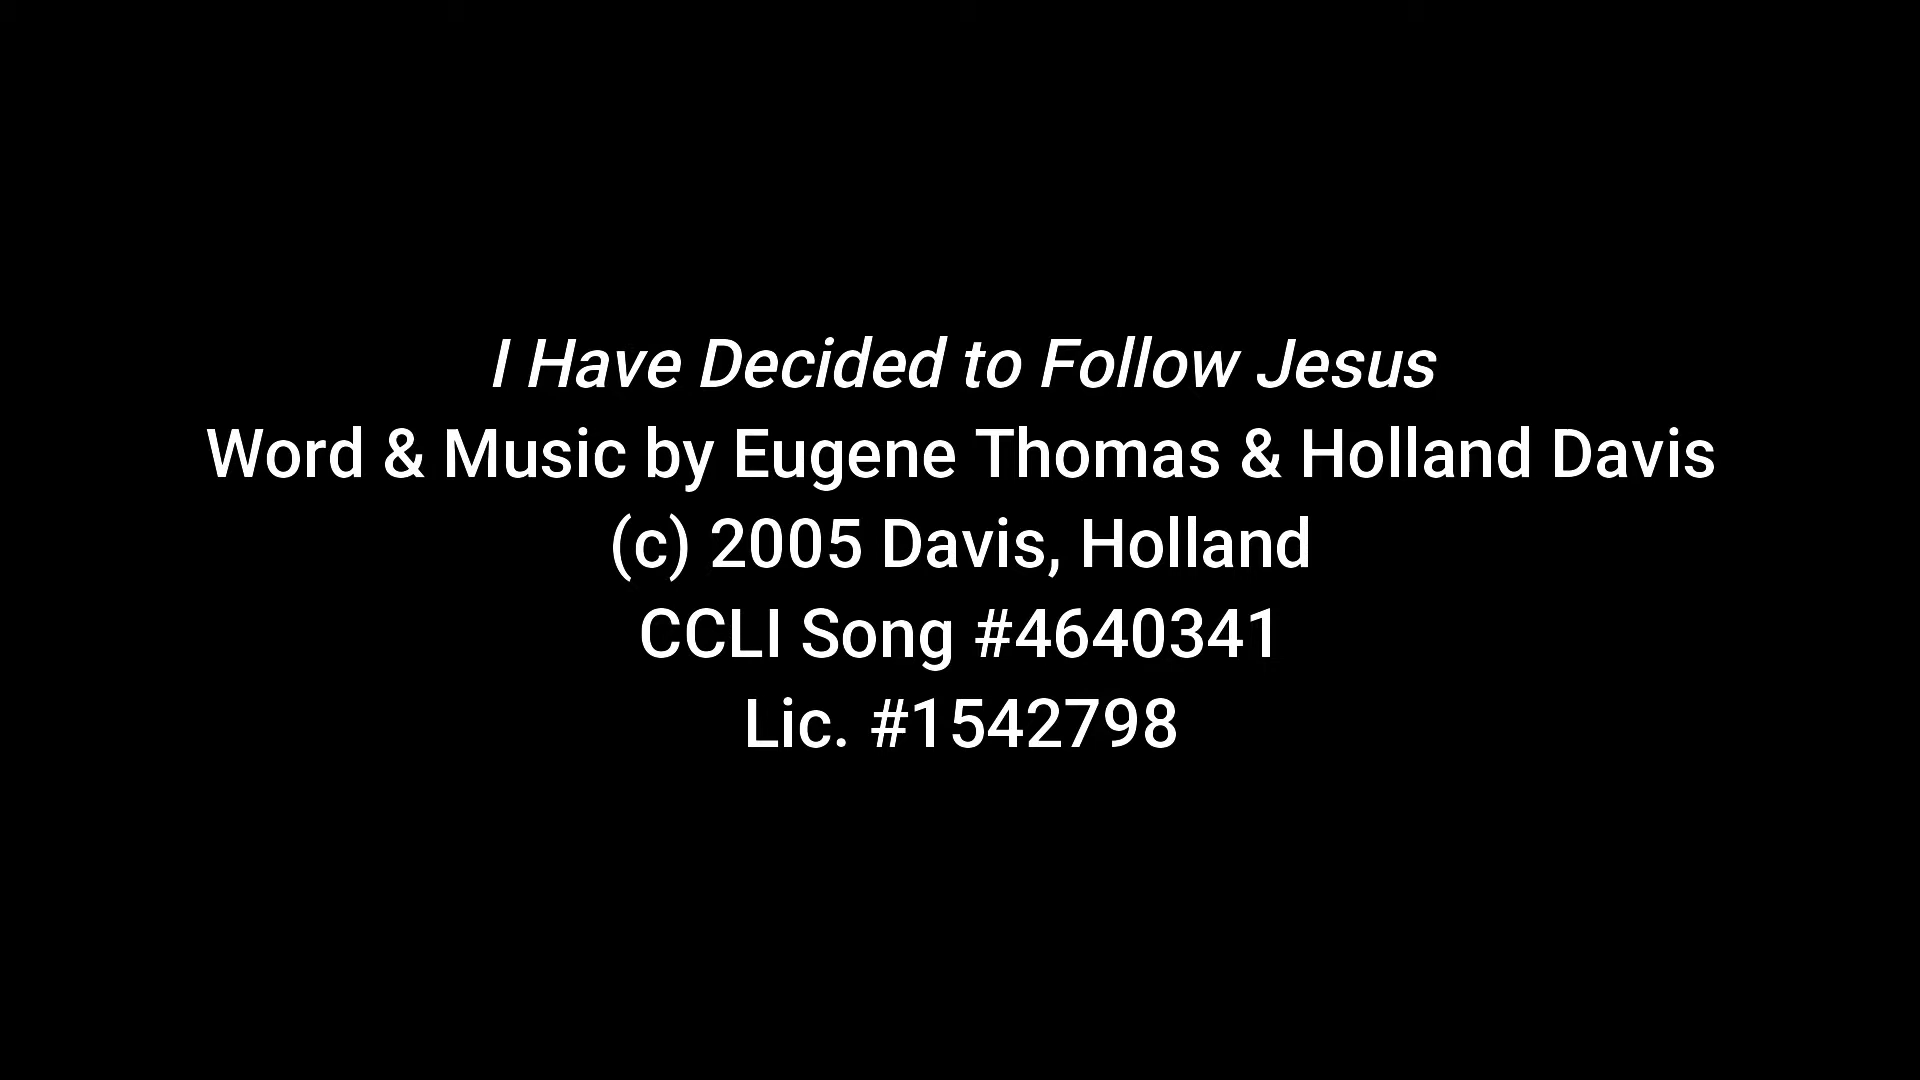 I Have Decided to Follow Jesus
Word & Music by Eugene Thomas & Holland Davis
(c) 2005 Davis, Holland
CCLI Song #4640341
Lic. #1542798